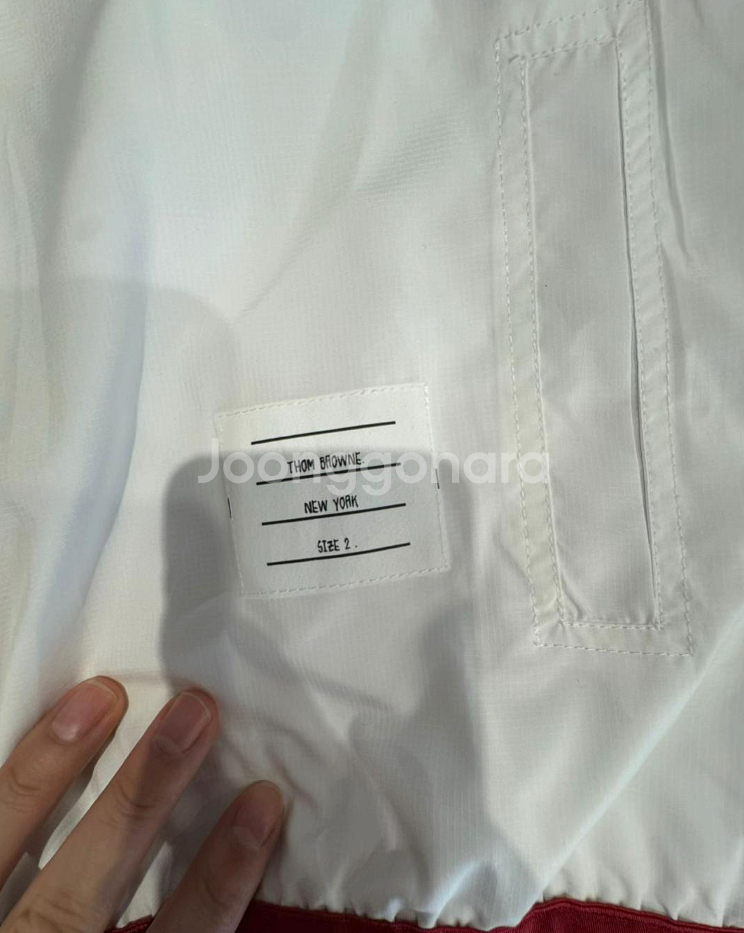 THOM BROWNE.
Joonggonara
NEW YORK
SIZE 2 .